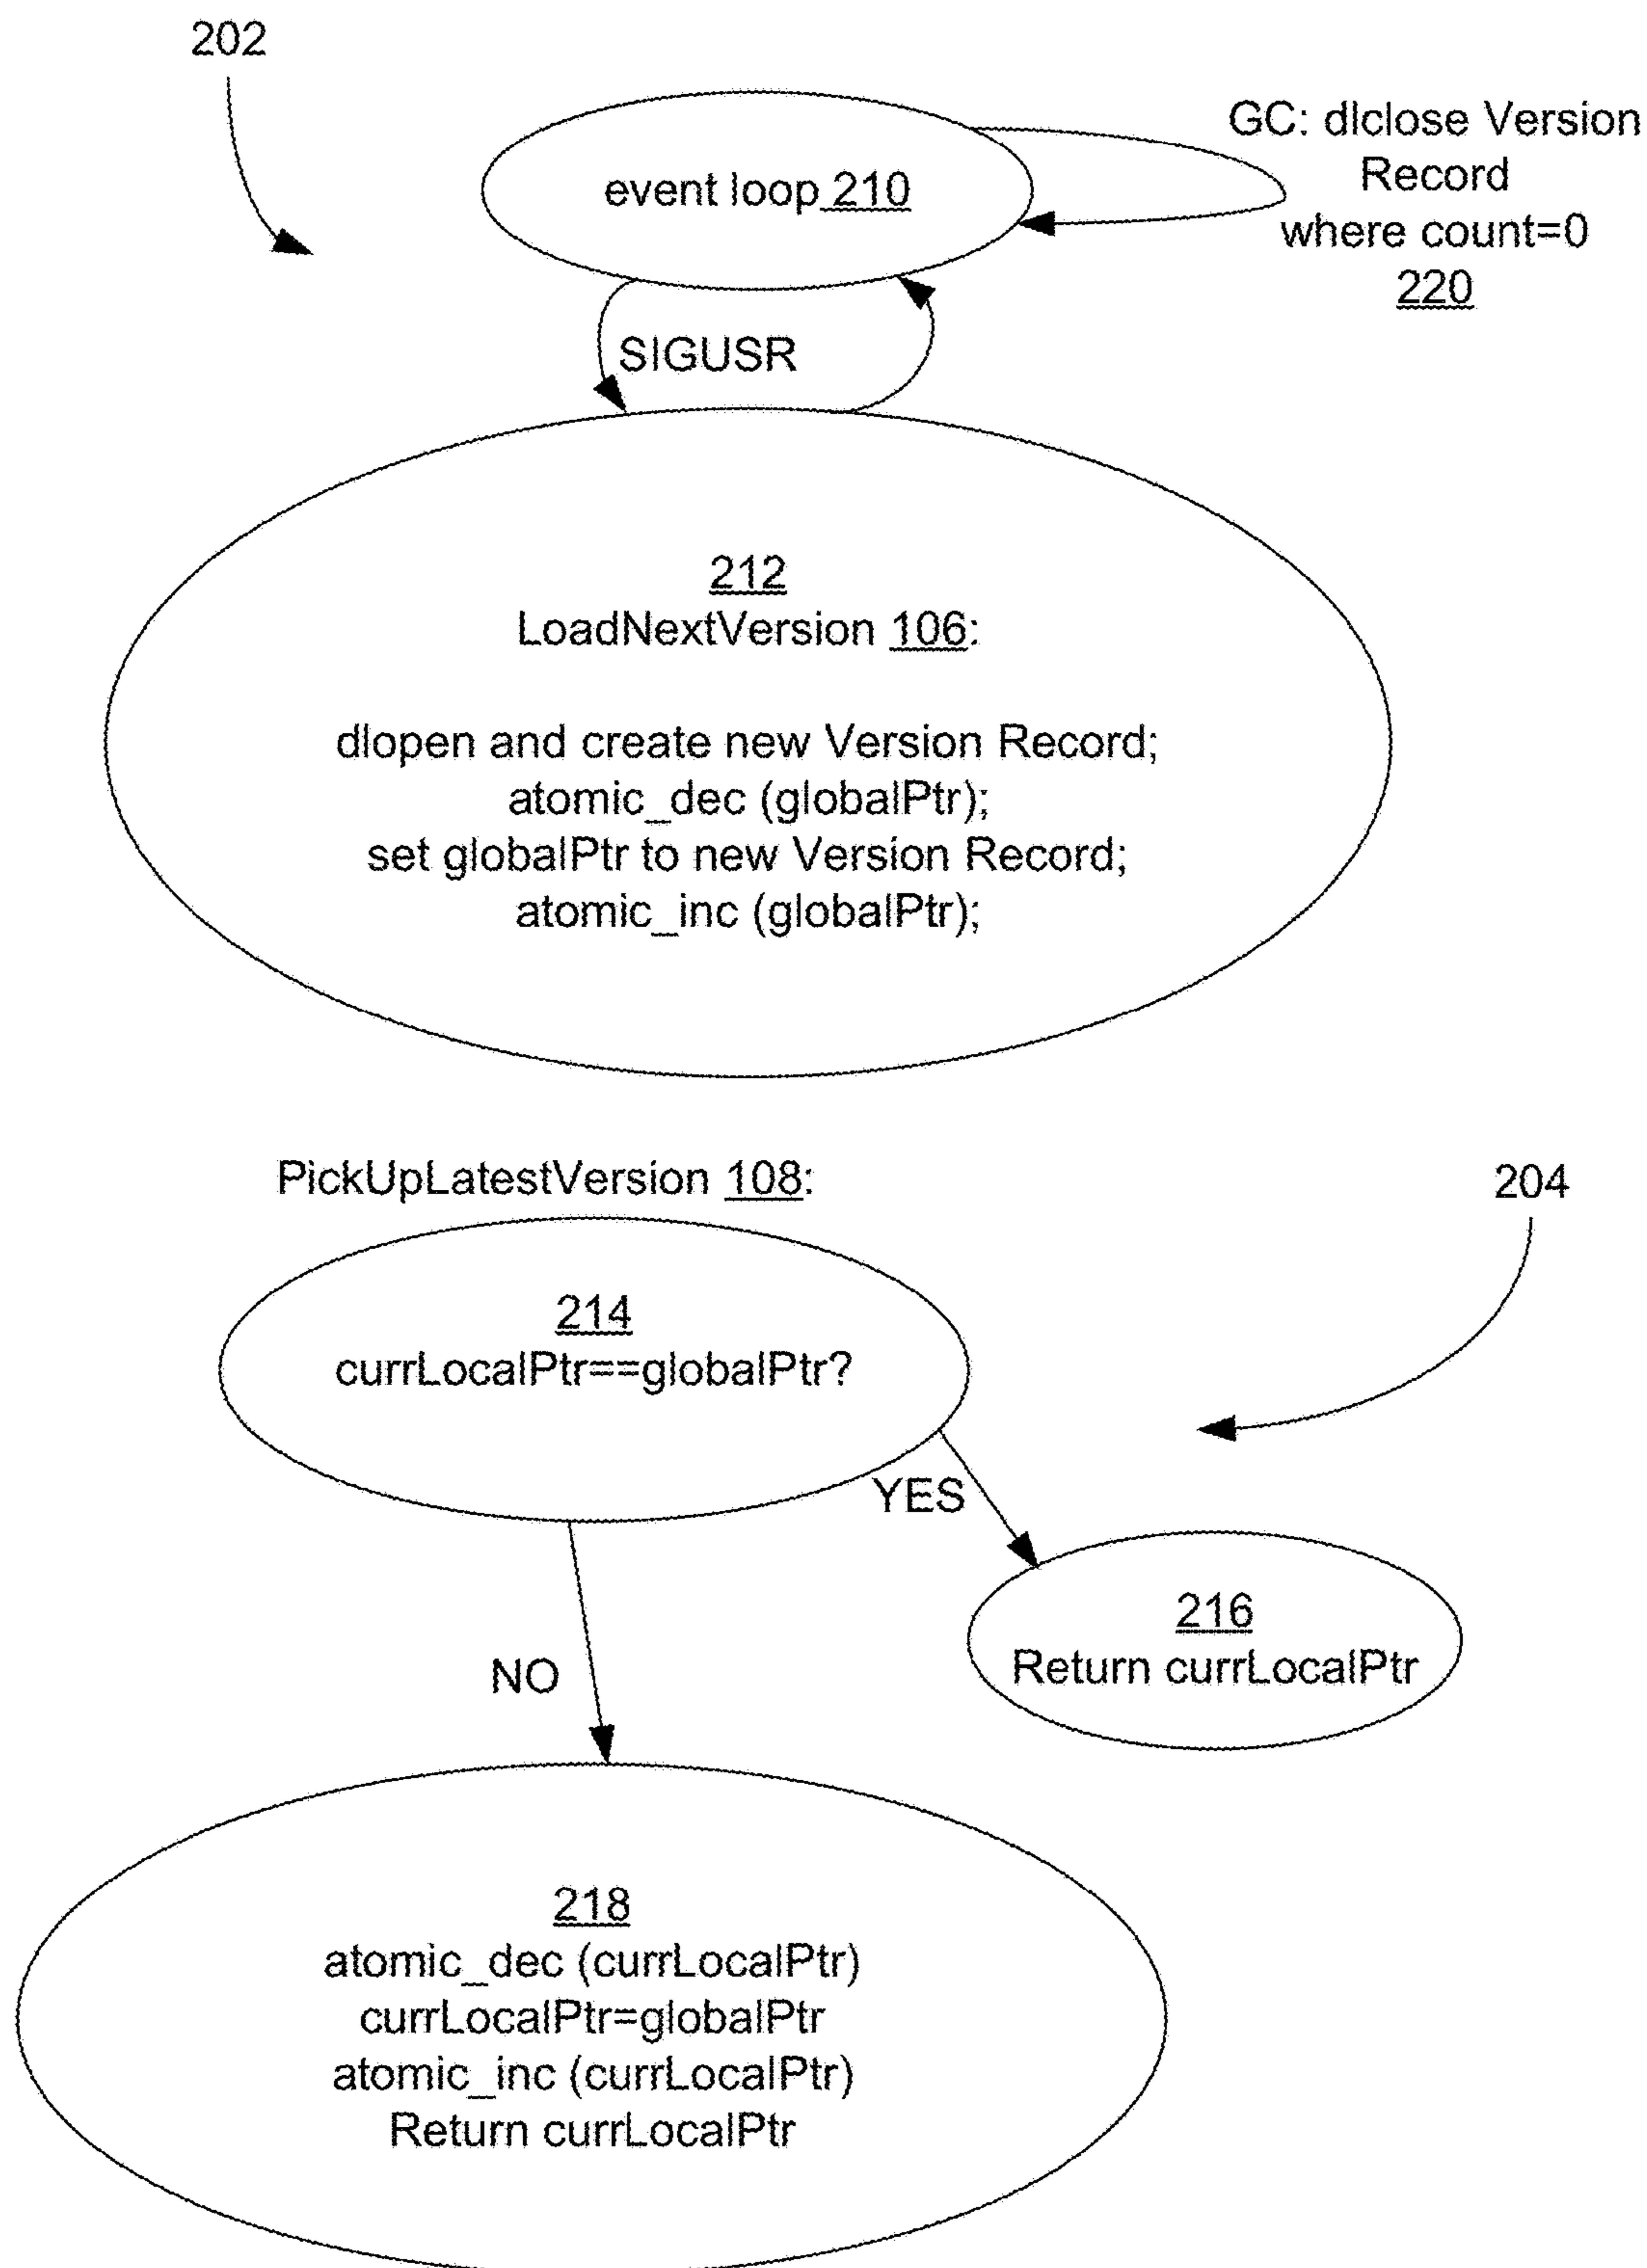 202
event loop 210
GC: dlclose Version
Record
where count=0
220
SIGUSR
212
LoadNextVersion 106:
dlopen and create new Version Record;
atomic_dec (globalPtr);
set globalPtr to new Version Record;
atomic_inc (globalPtr);
PickUpLatestVersion 108:
204
214
currLocalPtr==globalPtr?
YES
216
Return currLocalPtr
NO
218
atomic_dec (currLocalPtr)
currLocalPtr=globalPtr
atomic_inc (currLocalPtr)
Return currLocalPtr